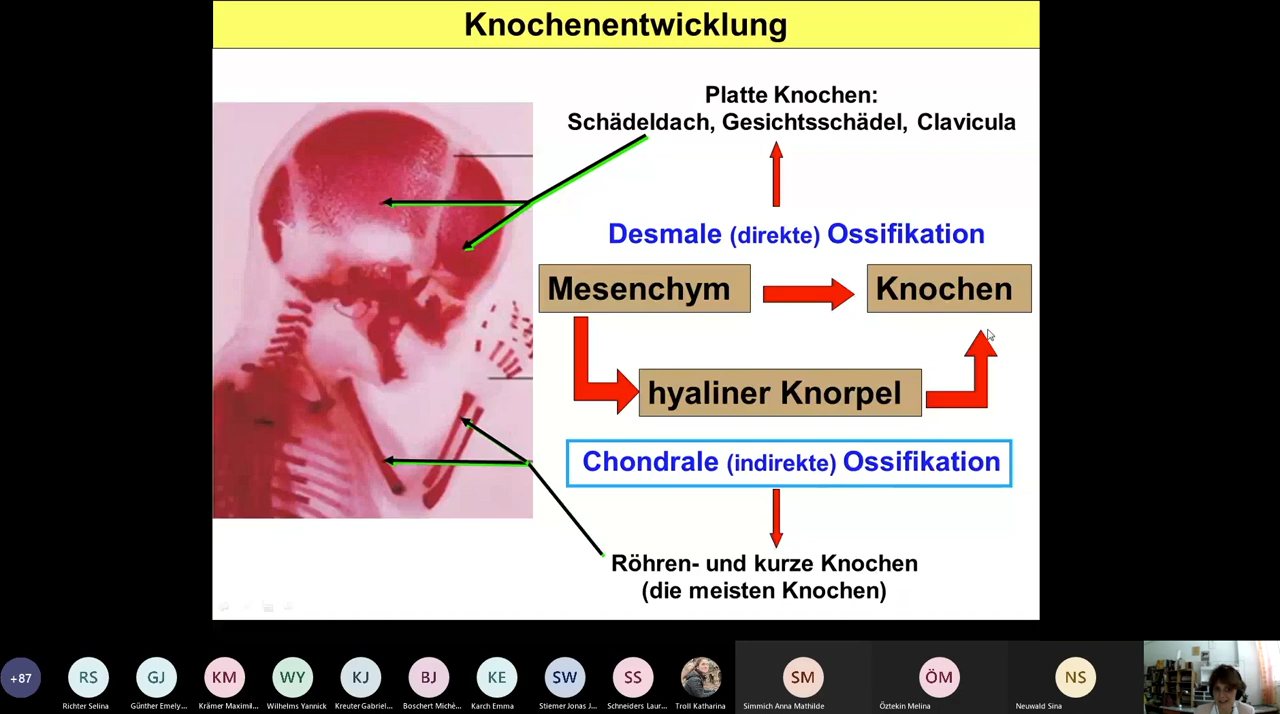 Knochenentwicklung
Platte Knochen:
Schädeldach, Gesichtsschädel, Clavicula
Desmale (direkte) Ossifikation
Mesenchym
Knochen
hyaliner Knorpel
Chondrale (indirekte) Ossifikation
Röhren- und kurze Knochen
(die meisten Knochen)
+87
RS
GJ
KM
WY
KJ
BJ
KE
SW
SS
SM
ÖM
NS
Richter Selina
Günther Emely...
Krämer Maximil...
Wilhelms Yannick
Kreuter Gabriel...
Boschert Michè...
Karch Emma
Stiemer Jonas J...
Schneiders Laur...
Troll Katharina
Simmich Anna Mathilde
Öztekin Melina
Neuwald Sina